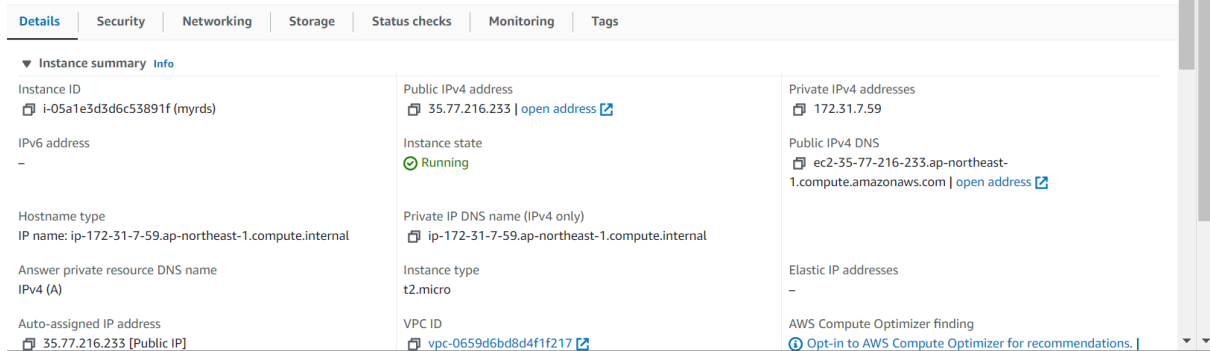 Details Security Networking Storage Status checks Monitoring Tags
Instance summary Info
Instance ID
i-05a1e3d3d6c53891f (myrds)
Public IPv4 address
35.77.216.233 | open address
Private IPv4 addresses
172.31.7.59
IPv6 address
–
Instance state
Running
Public IPv4 DNS
ec2-35-77-216-233.ap-northeast-
1.compute.amazonaws.com | open address
Hostname type
IP name: ip-172-31-7-59.ap-northeast-1.compute.internal
Private IP DNS name (IPv4 only)
ip-172-31-7-59.ap-northeast-1.compute.internal
Answer private resource DNS name
IPv4 (A)
Instance type
t2.micro
Elastic IP addresses
–
Auto-assigned IP address
35.77.216.233 [Public IP]
VPC ID
vpc-0659d6bd8d4f1f217
AWS Compute Optimizer finding
Opt-in to AWS Compute Optimizer for recommendations. |